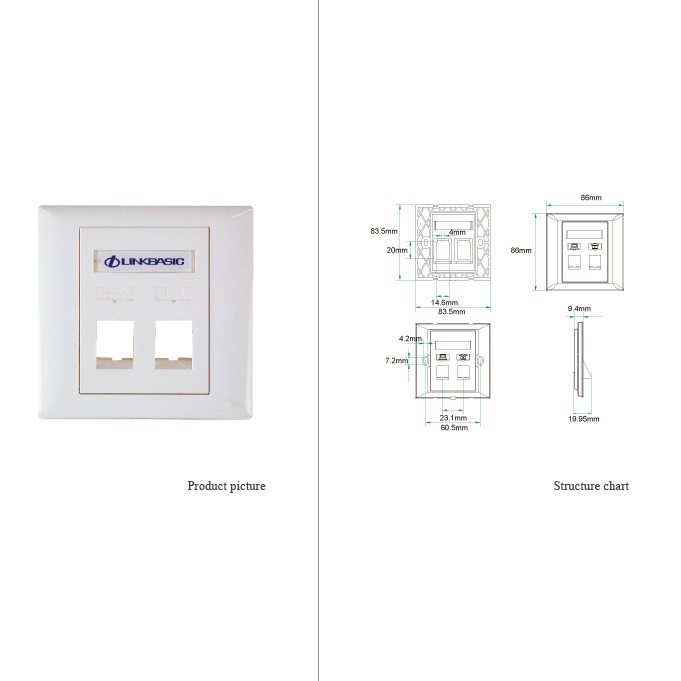 LINKBASIC
Product picture
83.5mm
4mm
20mm
14.6mm
83.5mm
86mm
86mm
4.2mm
7.2mm
23.1mm
60.5mm
9.4mm
19.95mm
Structure chart